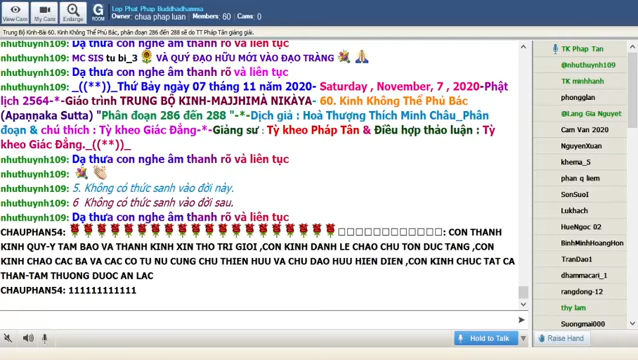 Lop Phat Phap Buddhadhamma
Owner: chua phap luan Members: 60 Cams: 0
View Cam
My Cam
Enlarge
G
ROOM
Trung Bộ Kinh-Bài 60. Kinh Không Thể Phủ Bác, phân đoạn 286 đến 288 sẽ do TT Pháp Tân giảng giải.
nhuthuynh109: Dạ thưa con nghe âm thanh rõ và liên tục
nhuthuynh109: MC SIS tu bi_3 VÀ QUÝ ĐẠO HỮU MỚI VÀO ĐẠO TRÀNG
nhuthuynh109: Dạ thưa con nghe âm thanh rõ và liên tục
nhuthuynh109: _((**))_Thứ Bảy ngày 07 tháng 11 năm 2020- Saturday , November, 7 , 2020-Phật
lịch 2564-*-Giáo trình TRUNG BỘ KINH-MAJJHIMÀ NIKÀYA- 60. Kinh Không Thể Phủ Bác
(Apaṇṇaka Sutta) "Phân đoạn 286 đến 288 "-*-Dịch giả : Hoà Thượng Thích Minh Châu_Phân
đoạn & chú thích : Tỳ kheo Giác Đẳng-*-Giảng sư : Tỳ kheo Pháp Tân & Điều hợp thảo luận : Tỳ
kheo Giác Đẳng._((**))_
nhuthuynh109: Dạ thưa con nghe âm thanh rõ và liên tục
nhuthuynh109:
nhuthuynh109: 5. Không có thức sanh vào đời này.
nhuthuynh109: 6 Không có thức sanh vào đời sau.
nhuthuynh109: Dạ thưa con nghe âm thanh rõ và liên tục
CHAUPHAN54: □□□□□□□□□□□□: CON THANH
KINH QUY-Y TAM BAO VA THANH KINH XIN THO TRI GIOI ,CON KINH DANH LE CHAO CHU TON DUC TANG ,CON
KINH CHAO CAC BA VA CAC CO TU NU CUNG CHU THIEN HUU VA CHU DAO HUU HIEN DIEN ,CON KINH CHUC TAT CA
THAN-TAM THUONG DUOC AN LAC
CHAUPHAN54: 111111111111
TK Phap Tan
@nhuthuynh109
TK minhhanh
phongglan
@Lang Gia Nguyet
Cam Van 2020
NguyenXuan
khema_5
phan q liem
SonSuoI
Lukhach
HueNgoc 02
BinhMinhHoangHon
TranDao1
dhammacari_1
rangdong-12
thy lam
Suongmai000
Hold to Talk
Raise Hand